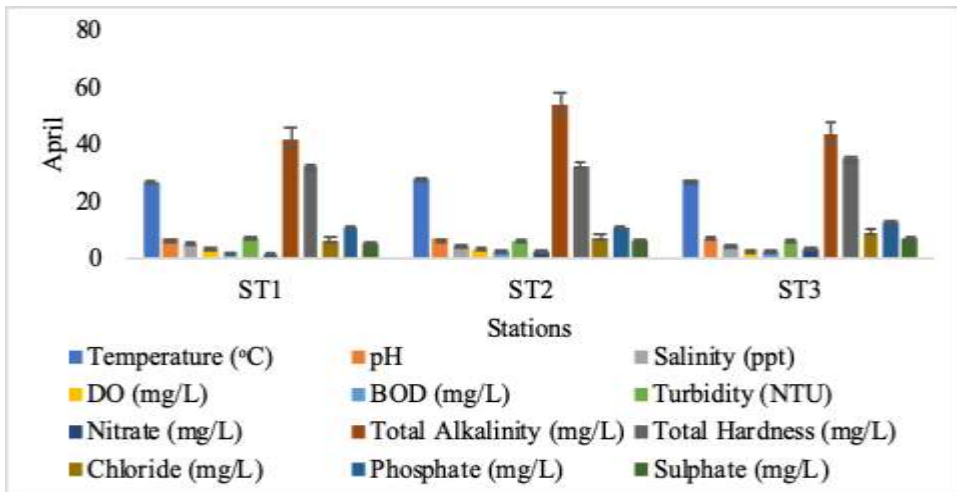 80
60
40
20
0
April
ST1 ST2 ST3
Stations
Temperature (°C) pH Salinity (ppt)
DO (mg/L) BOD (mg/L) Turbidity (NTU)
Nitrate (mg/L) Total Alkalinity (mg/L) Total Hardness (mg/L)
Chloride (mg/L) Phosphate (mg/L) Sulphate (mg/L)